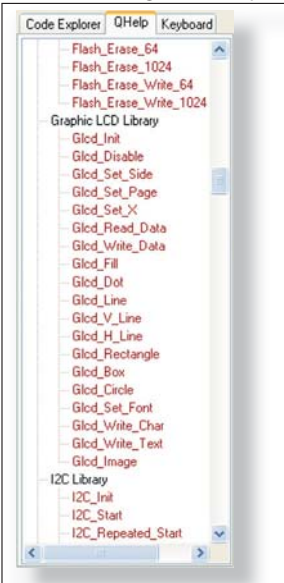 Code Explorer QHelp Keyboard
Flash_Erase_64
Flash_Erase_1024
Flash_Erase_Write_64
Flash_Erase_Write_1024
Graphic LCD Library
Glcd_Init
Glcd_Disable
Glcd_Set_Side
Glcd_Set_Page
Glcd_Set_X
Glcd_Read_Data
Glcd_Write_Data
Glcd_Fill
Glcd_Dot
Glcd_Line
Glcd_V_Line
Glcd_H_Line
Glcd_Rectangle
Glcd_Box
Glcd_Circle
Glcd_Set_Font
Glcd_Write_Char
Glcd_Write_Text
Glcd_Image
I2C Library
I2C_Init
I2C_Start
I2C_Repeated_Start